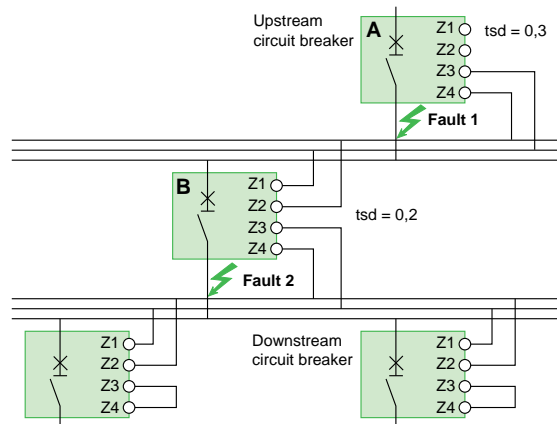 Upstream
circuit breaker
A
Z1
Z2
Z3
Z4
tsd = 0,3
Fault 1
B
Z1
Z2
Z3
Z4
tsd = 0,2
Fault 2
Z1
Z2
Z3
Z4
Downstream
circuit breaker
Z1
Z2
Z3
Z4